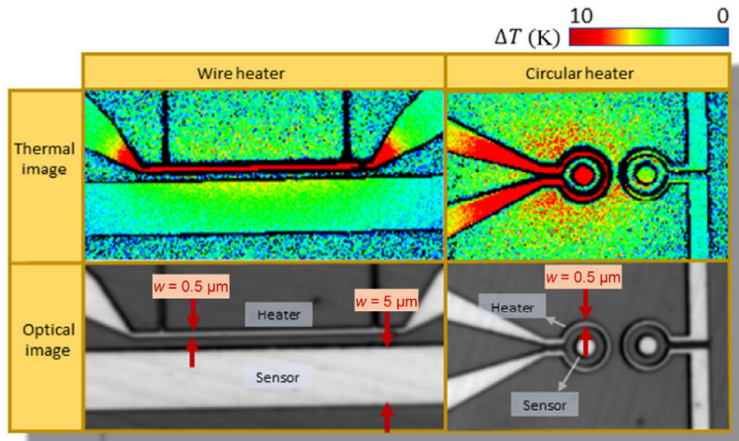 10 0
ΔT (K)
Wire heater Circular heater
Thermal
image
Optical
image
w = 0.5 µm
w = 5 µm
Heater
Sensor
w = 0.5 µm
Heater
Sensor